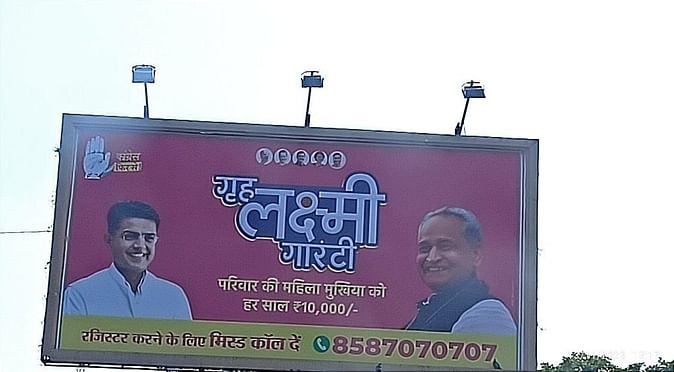 कांग्रेस
फिर से
गृह
लक्ष्मी
गारंटी
परिवार की महिला मुखिया को
हर साल ₹10,000/-
रजिस्टर करने के लिए मिस्ड कॉल दें 8587070707